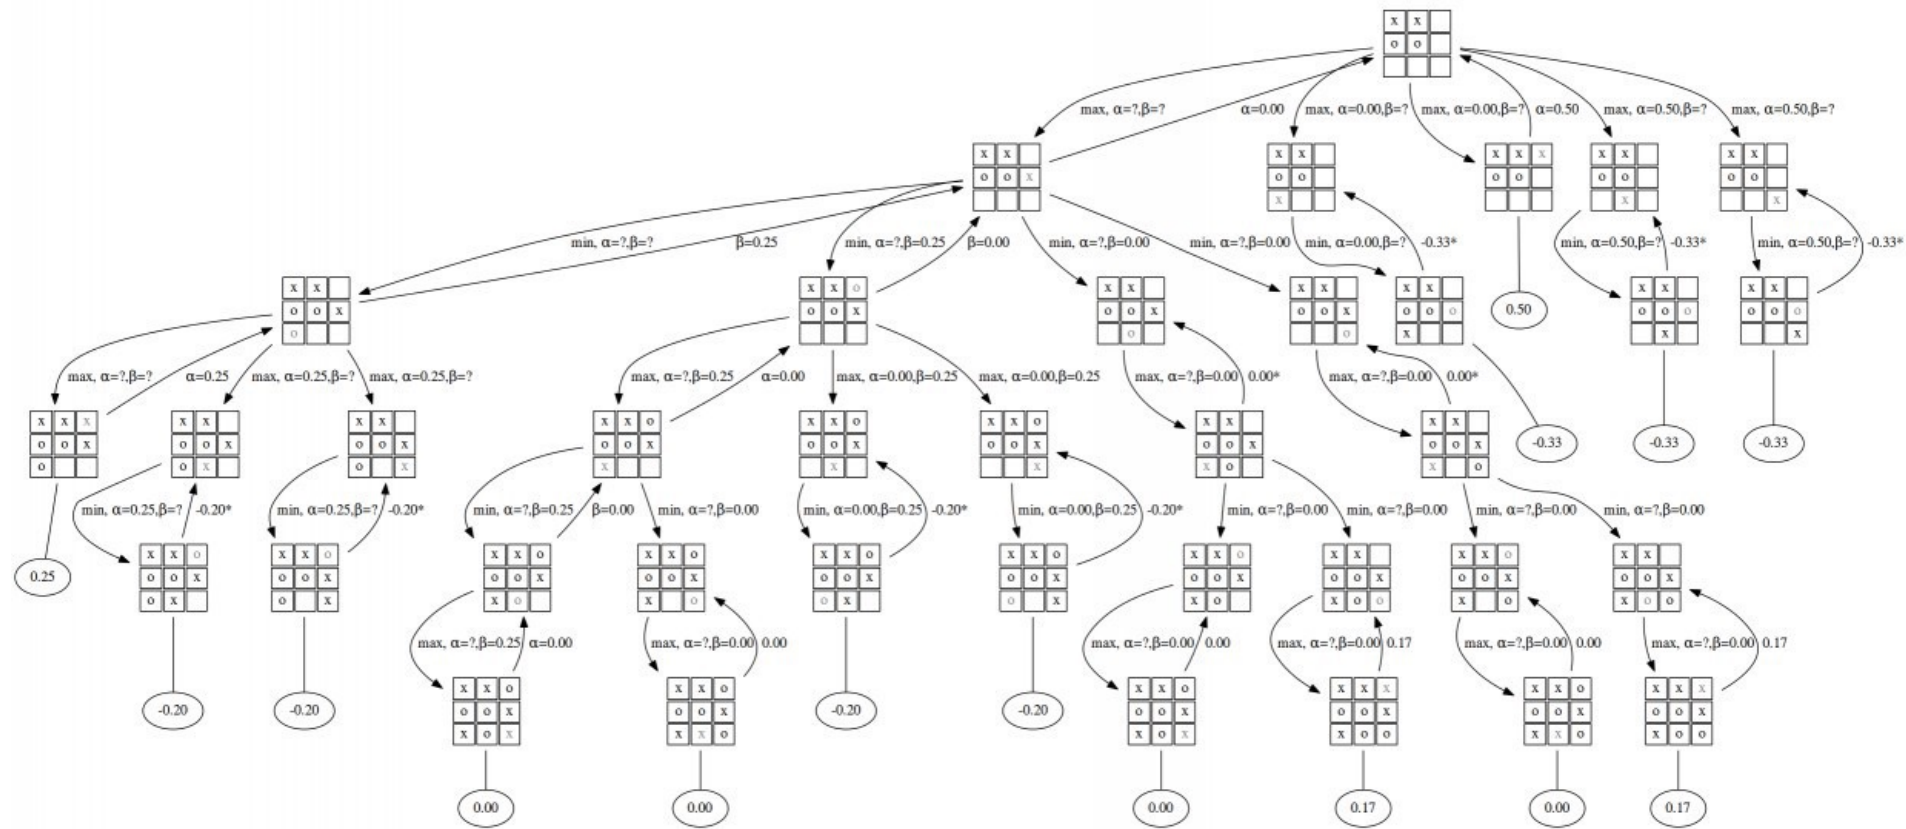 x x
o o
max, α=?,β=? α=0.00 max, α=0.00,β=? max, α=0.00,β=? α=0.50 max, α=0.50,β=? max, α=0.50,β=?
x x x x x x x x x x x
o o x o o o o o o o o
x x x
min, α=?,β=? β=0.25 min, α=?,β=0.25 β=0.00 min, α=?,β=0.00 min, α=?,β=0.00 min, α=0.00,β=? -0.33* min, α=0.50,β=? -0.33* min, α=0.50,β=? -0.33*
x x x x o x x x x x x x x x x
o o x o o x o o x o o x o o o 0.50 o o o o o o
o o o x x x
max, α=?,β=? α=0.25 max, α=0.25,β=? max, α=0.25,β=? max, α=?,β=0.25 α=0.00 max, α=0.00,β=0.25 max, α=0.00,β=0.25 max, α=?,β=0.00 0.00* max, α=?,β=0.00 0.00*
x x x x x x x x x o x x o x x o x x x x
o o x o o x o o x o o x o o x o o x o o x o o x -0.33 -0.33 -0.33
o o x o x x x x x o x o
min, α=0.25,β=? -0.20* min, α=0.25,β=? -0.20* min, α=?,β=0.25 β=0.00 min, α=?,β=0.00 min, α=0.00,β=0.25 -0.20* min, α=0.00,β=0.25 -0.20* min, α=?,β=0.00 min, α=?,β=0.00 min, α=?,β=0.00 min, α=?,β=0.00
x x o x x o x x o x x o x x o x x o x x o x x x x o x x
0.25 o o x o o x o o x o o x o o x o o x o o x o o x o o x o o x
o x o x x o x o o x o x x o x o o x o x o o
max, α=?,β=0.25 α=0.00 max, α=?,β=0.00 0.00 max, α=?,β=0.00 0.00 max, α=?,β=0.00 0.17 max, α=?,β=0.00 0.00 max, α=?,β=0.00 0.17
x x o x x o x x o x x x x x o x x x
-0.20 -0.20 o o x o o x -0.20 -0.20 o o x o o x o o x o o x
x o x x x o x o x x o o x x o x o o
0.00 0.00 0.00 0.17 0.00 0.17